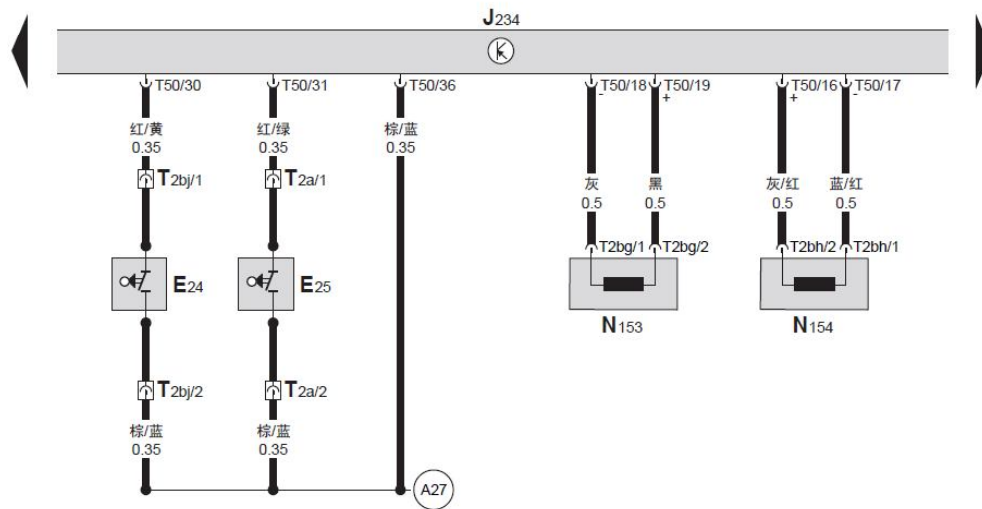 J234
T50/30 T50/31 T50/36 T50/18 T50/19 T50/16 T50/17
- + + -
红/黄 红/绿 棕/蓝
0.35 0.35 0.35
T2bj/1 T2a/1
灰 黑 灰/红 蓝/红
0.5 0.5 0.5 0.5
T2bg/1 T2bg/2 T2bh/2 T2bh/1
E24 E25
N153 N154
T2bj/2 T2a/2
棕/蓝 棕/蓝
0.35 0.35
A27